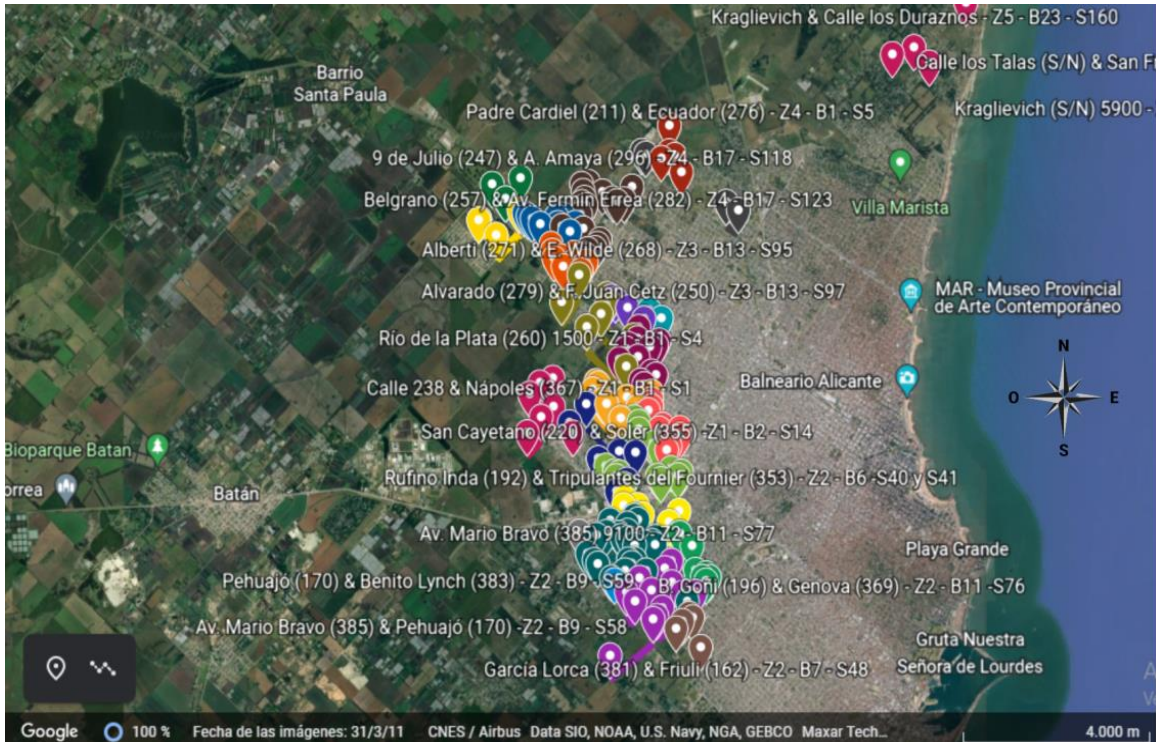 Kraglievich & Calle los Duraznos - Z5 - B23 - S160
Calle los Talas (S/N) & San Fr
Barrio
Santa Paula
Kraglievich (S/N) 5900 -
Padre Cardiel (211) & Ecuador (276) - Z4 - B1 - S5
9 de Julio (247) & A. Amaya (296) - Z4 - B17 - S118
Belgrano (257) & Av. Fermín Errea (282) - Z4 - B17 - S123
Villa Marista
Alberti (271) & E. Wilde (268) - Z3 - B13 - S95
Alvarado (279) & F. Juan Cetz (250) - Z3 - B13 - S97
MAR - Museo Provincial
de Arte Contemporáneo
Río de la Plata (260) 1500 - Z1 - B1 - S4
N
Calle 238 & Nápoles (367) - Z1 - B1 - S1
Balneario Alicante
O
E
S
San Cayetano (220) & Soler (355) - Z1 - B2 - S14
Bioparque Batan
Rufino Inda (192) & Tripulantes del Fournier (353) - Z2 - B6 -S40 y S41
orrea
Batán
Av. Mario Bravo (385) 9100 - Z2 - B11 - S77
Playa Grande
Pehuajó (170) & Benito Lynch (383) - Z2 - B9 - S59
B. Goñi (196) & Genova (369) - Z2 - B11 -S76
Av. Mario Bravo (385) & Pehuajó (170) -Z2 - B9 - S58
Gruta Nuestra
Señora de Lourdes
García Lorca (381) & Friuli (162) - Z2 - B7 - S48
Google
100 %
Fecha de las imágenes: 31/3/11
CNES / Airbus Data SIO, NOAA, U.S. Navy, NGA, GEBCO Maxar Tech...
4.000 m